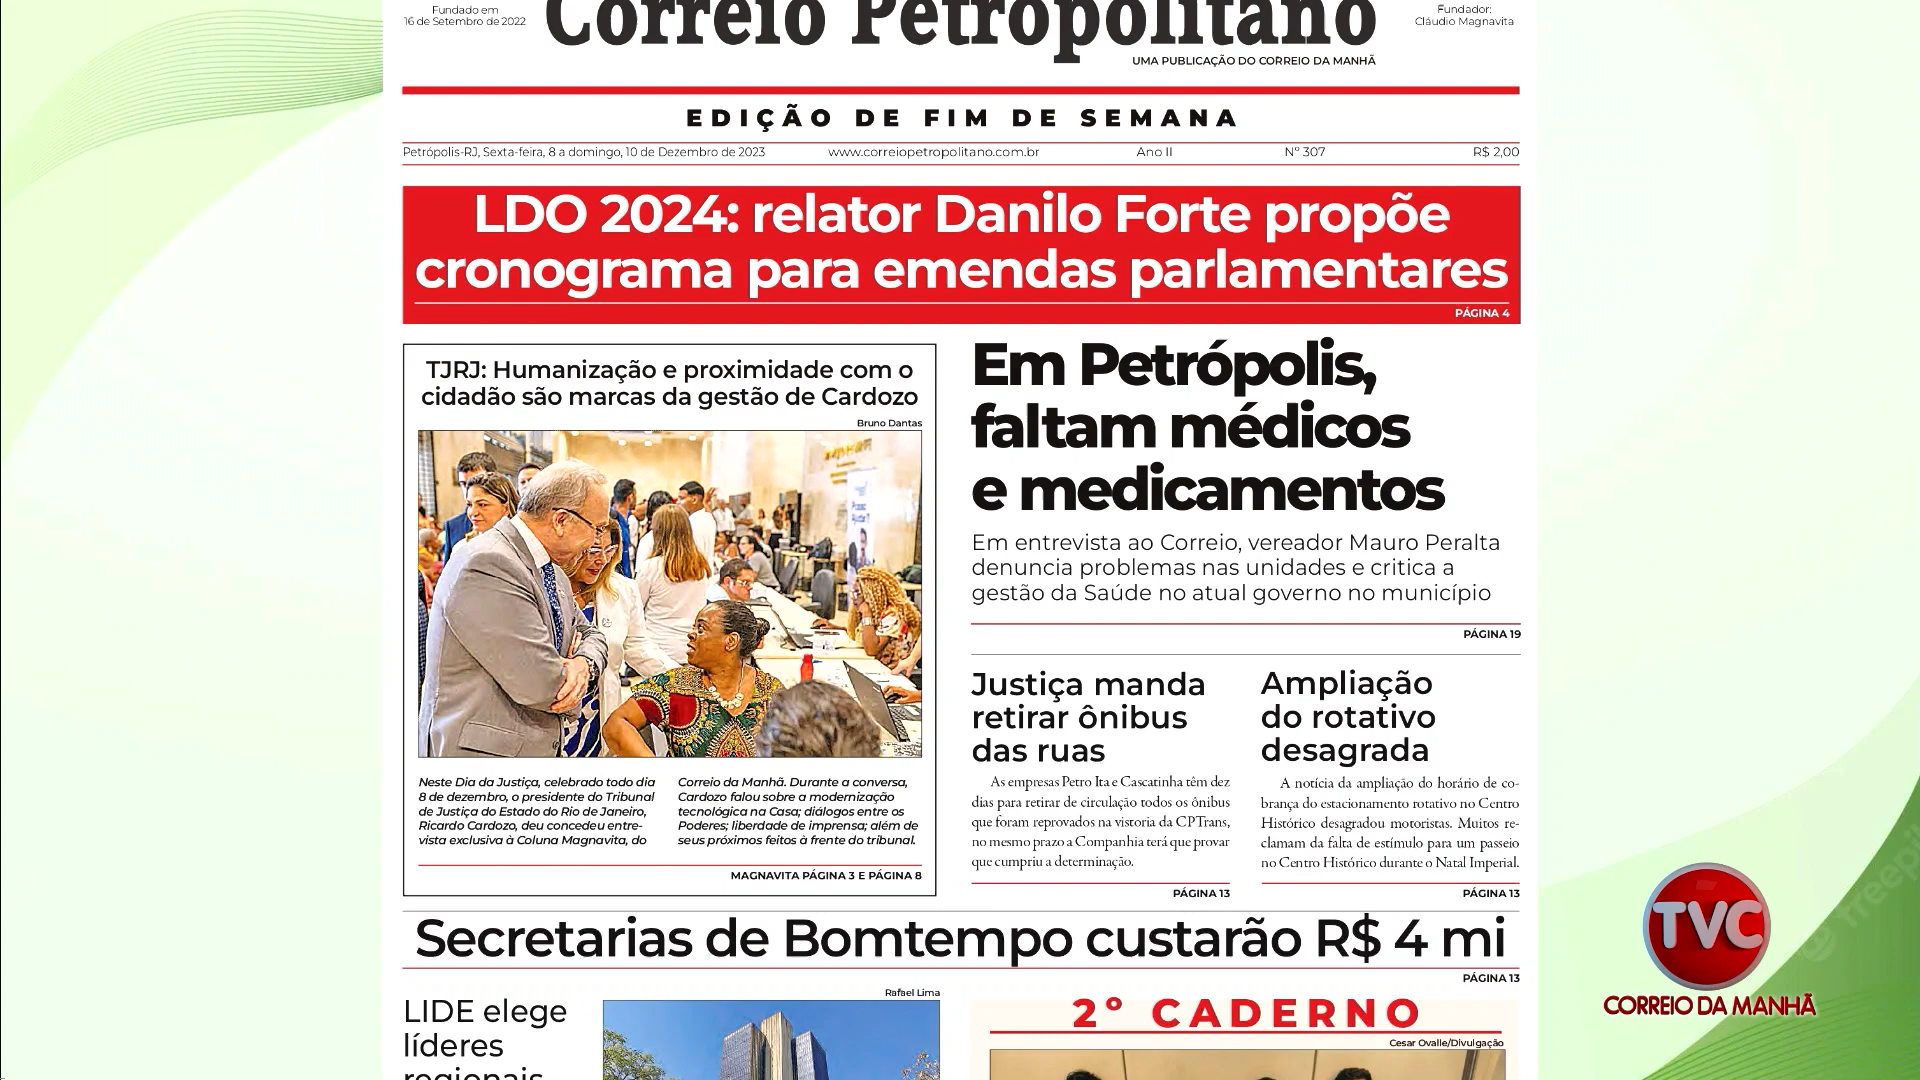 Fundado em
16 de Setembro de 2022
Correio Petropolitano
Fundador:
Cláudio Magnavita
UMA PUBLICAÇÃO DO CORREIO DA MANHÃ
EDIÇÃO DE FIM DE SEMANA
Petrópolis-RJ, Sexta-feira, 8 a domingo, 10 de Dezembro de 2023 www.correiopetropolitano.com.br Ano II Nº 307 R$ 2,00
LDO 2024: relator Danilo Forte propõe
cronograma para emendas parlamentares
PÁGINA 4
TJRJ: Humanização e proximidade com o
cidadão são marcas da gestão de Cardozo
Bruno Dantas
Neste Dia da Justiça, celebrado todo dia
8 de dezembro, o presidente do Tribunal
de Justiça do Estado do Rio de Janeiro,
Ricardo Cardozo, deu concedeu entre-
vista exclusiva à Coluna Magnavita, do
Correio da Manhã. Durante a conversa,
Cardozo falou sobre a modernização
tecnológica na Casa; diálogos entre os
Poderes; liberdade de imprensa; além de
seus próximos feitos à frente do tribunal.
MAGNAVITA PÁGINA 3 E PÁGINA 8
Em Petrópolis,
faltam médicos
e medicamentos
Em entrevista ao Correio, vereador Mauro Peralta
denuncia problemas nas unidades e critica a
gestão da Saúde no atual governo no município
PÁGINA 19
Justiça manda
retirar ônibus
das ruas
As empresas Petro Ita e Cascatinha têm dez
dias para retirar de circulação todos os ônibus
que foram reprovados na vistoria da CPTrans,
no mesmo prazo a Companhia terá que provar
que cumpriu a determinação.
PÁGINA 13
Ampliação
do rotativo
desagrada
A notícia da ampliação do horário de co-
brança do estacionamento rotativo no Centro
Histórico desagradou motoristas. Muitos re-
clamam da falta de estímulo para um passeio
no Centro Histórico durante o Natal Imperial.
PÁGINA 13
Secretarias de Bomtempo custarão R$ 4 mi
PÁGINA 13
LIDE elege
líderes
regionais
Rafael Lima
2º CADERNO
Cesar Ovalle/Divulgação
TVC
CORREIO DA MANHÃ